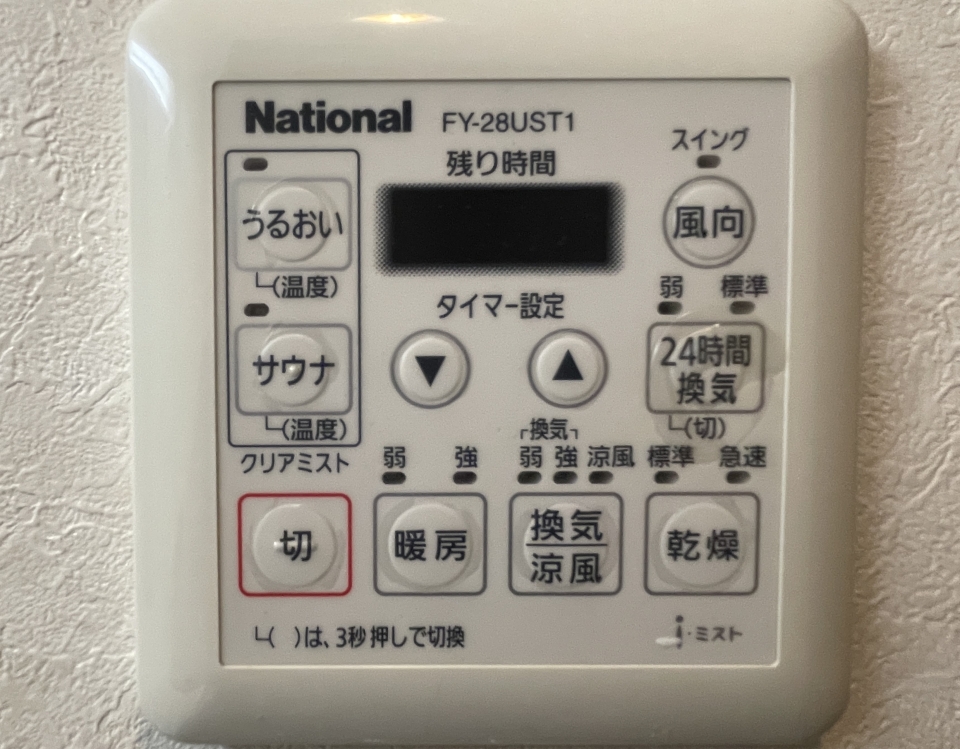 National FY-28UST1
残り時間
スイング
うるおい
風向
└(温度)
弱 標準
タイマー設定
サウナ
▼ ▲
24時間
換気
└(温度)
┌換気┐
└(切)
クリアミスト
弱 強
弱 強 涼風
標準 急速
切
暖房
換気
涼風
乾燥
└( )は、3秒押しで切換
i・ミスト